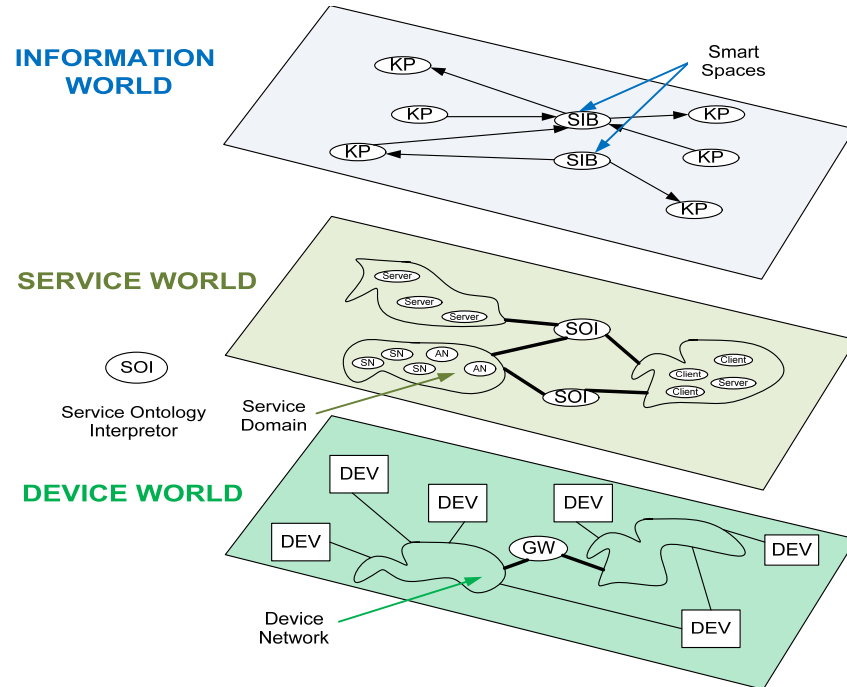 INFORMATION
WORLD
Smart
Spaces
KP
KP
SIB
KP
KP
SIB
KP
KP
SERVICE WORLD
Server
Server
Server
SOI
SN
AN
SN
SN
AN
Client
Client
Server
Client
SOI
SOI
Service Ontology
Interpretor
Service
Domain
DEVICE WORLD
DEV
DEV
DEV
DEV
GW
DEV
DEV
Device
Network